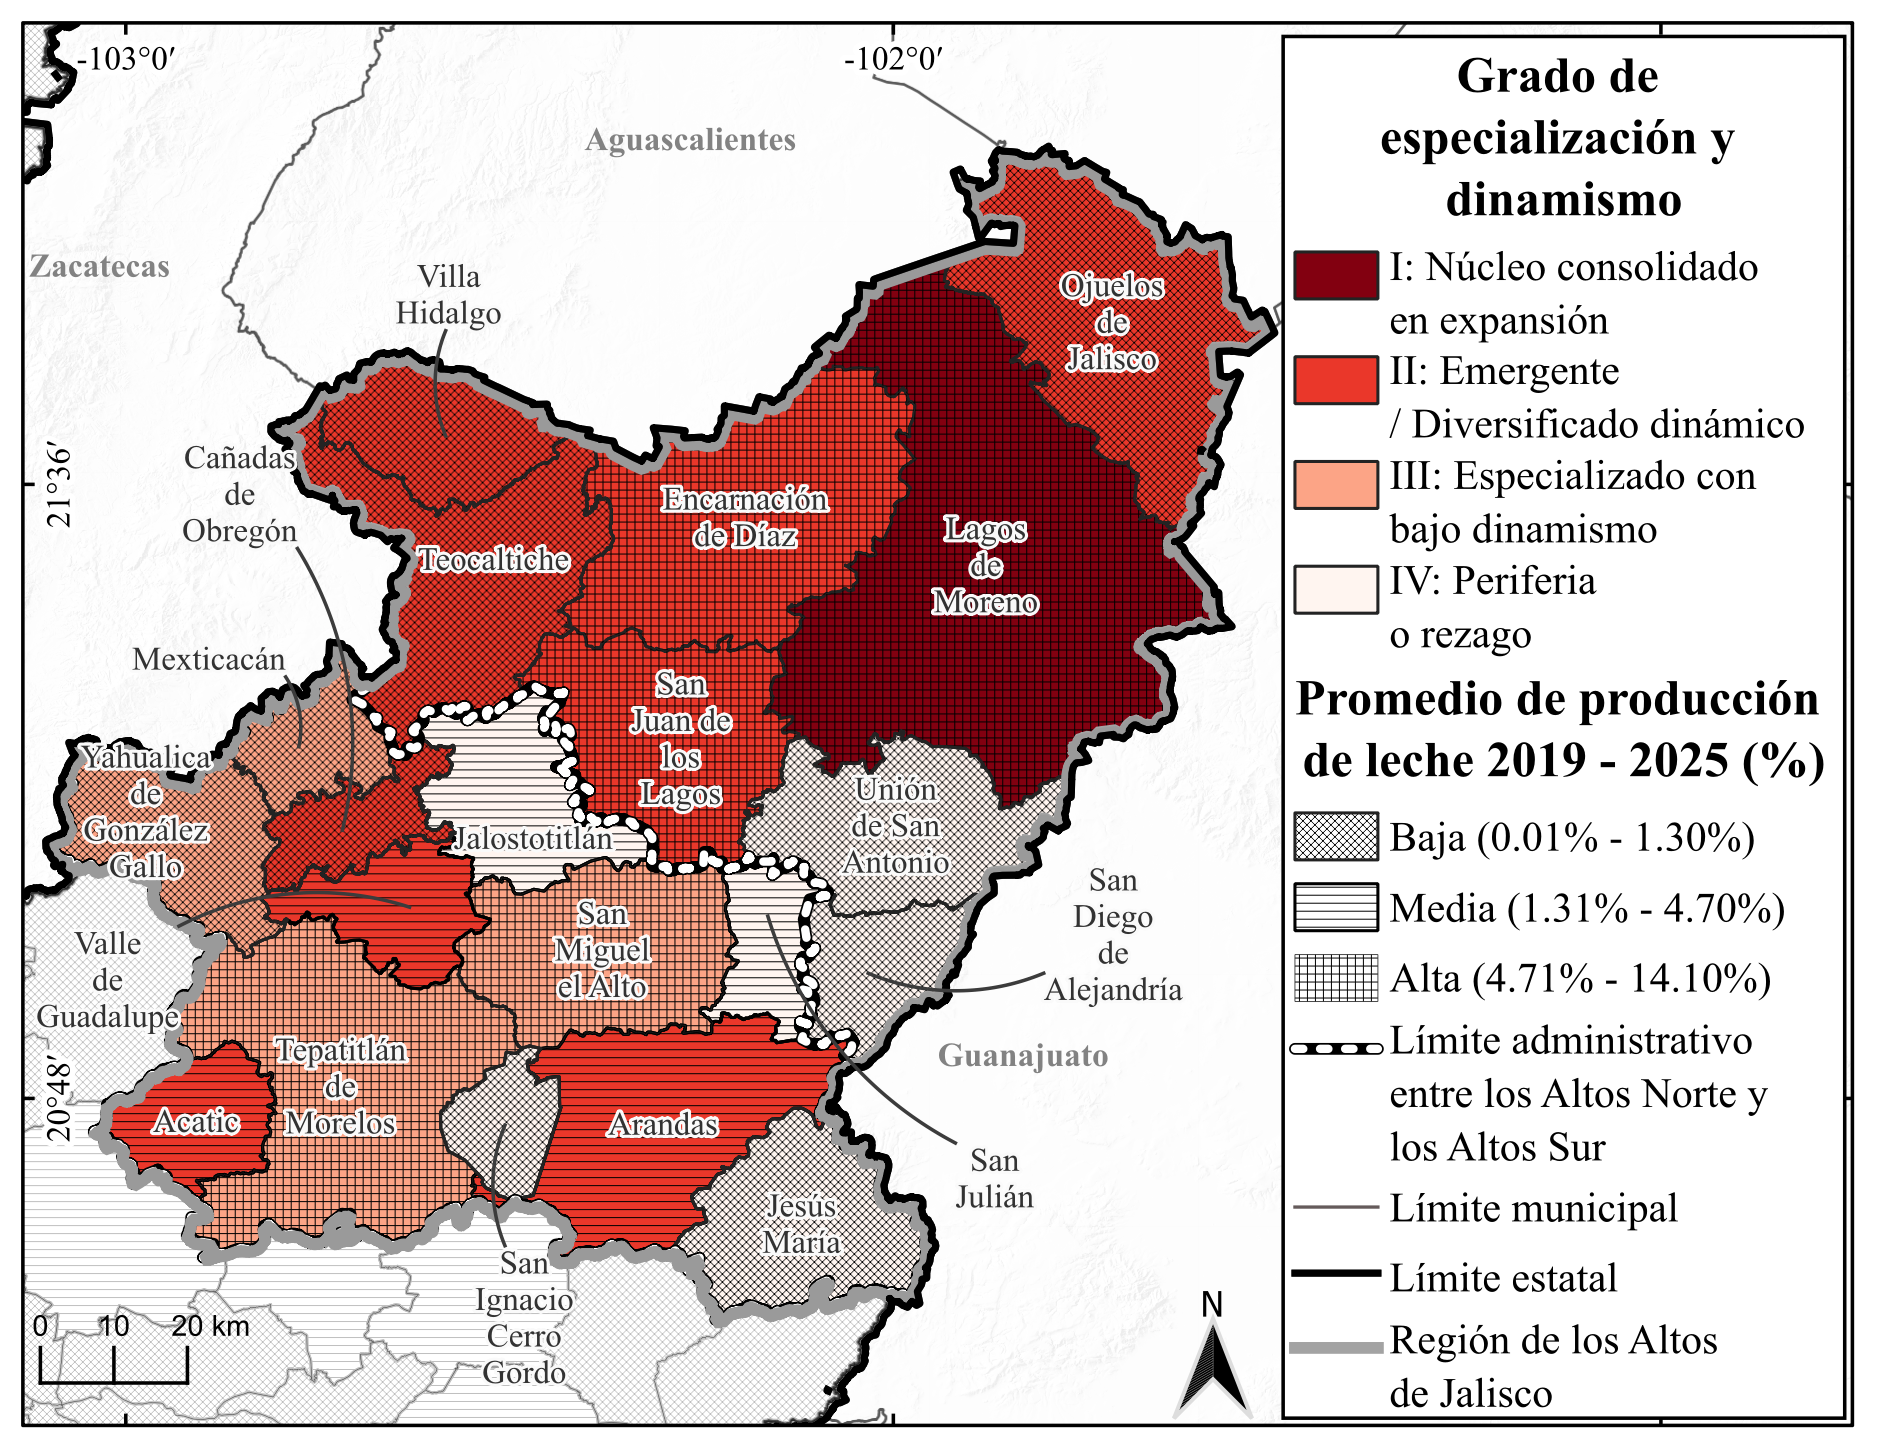 -103°0′
-102°0′
21°36′
20°48′
Aguascalientes
Zacatecas
Guanajuato
Villa
Hidalgo
Ojuelos
de
Jalisco
Cañadas
de
Obregón
Encarnación
de Díaz
Lagos
de
Moreno
Teocaltiche
Mexticacán
San
Juan de
los
Lagos
Yahualica
de
González
Gallo
Jalostotitlán
Unión
de San
Antonio
San
Diego
de
Alejandría
San
Miguel
el Alto
Valle
de
Guadalupe
Tepatitlán
de
Morelos
Acatic
Arandas
San
Julián
Jesús
María
San
Ignacio
Cerro
Gordo
0 10 20 km
N
Grado de
especialización y
dinamismo
I: Núcleo consolidado
en expansión
II: Emergente
/ Diversificado dinámico
III: Especializado con
bajo dinamismo
IV: Periferia
o rezago
Promedio de producción
de leche 2019 - 2025 (%)
Baja (0.01% - 1.30%)
Media (1.31% - 4.70%)
Alta (4.71% - 14.10%)
Límite administrativo
entre los Altos Norte y
los Altos Sur
Límite municipal
Límite estatal
Región de los Altos
de Jalisco